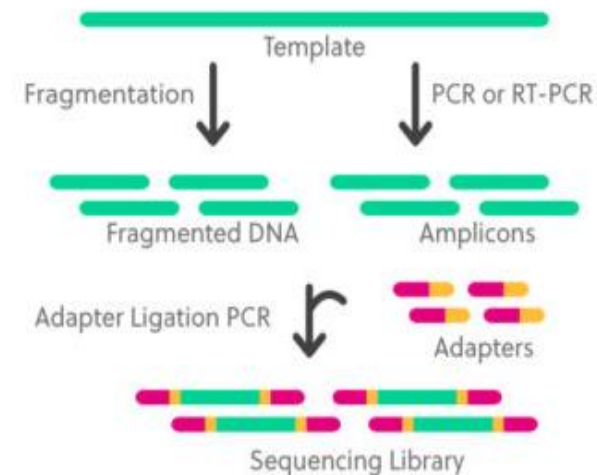 Template
Fragmentation
PCR or RT-PCR
Fragmented DNA
Amplicons
Adapter Ligation PCR
Adapters
Sequencing Library